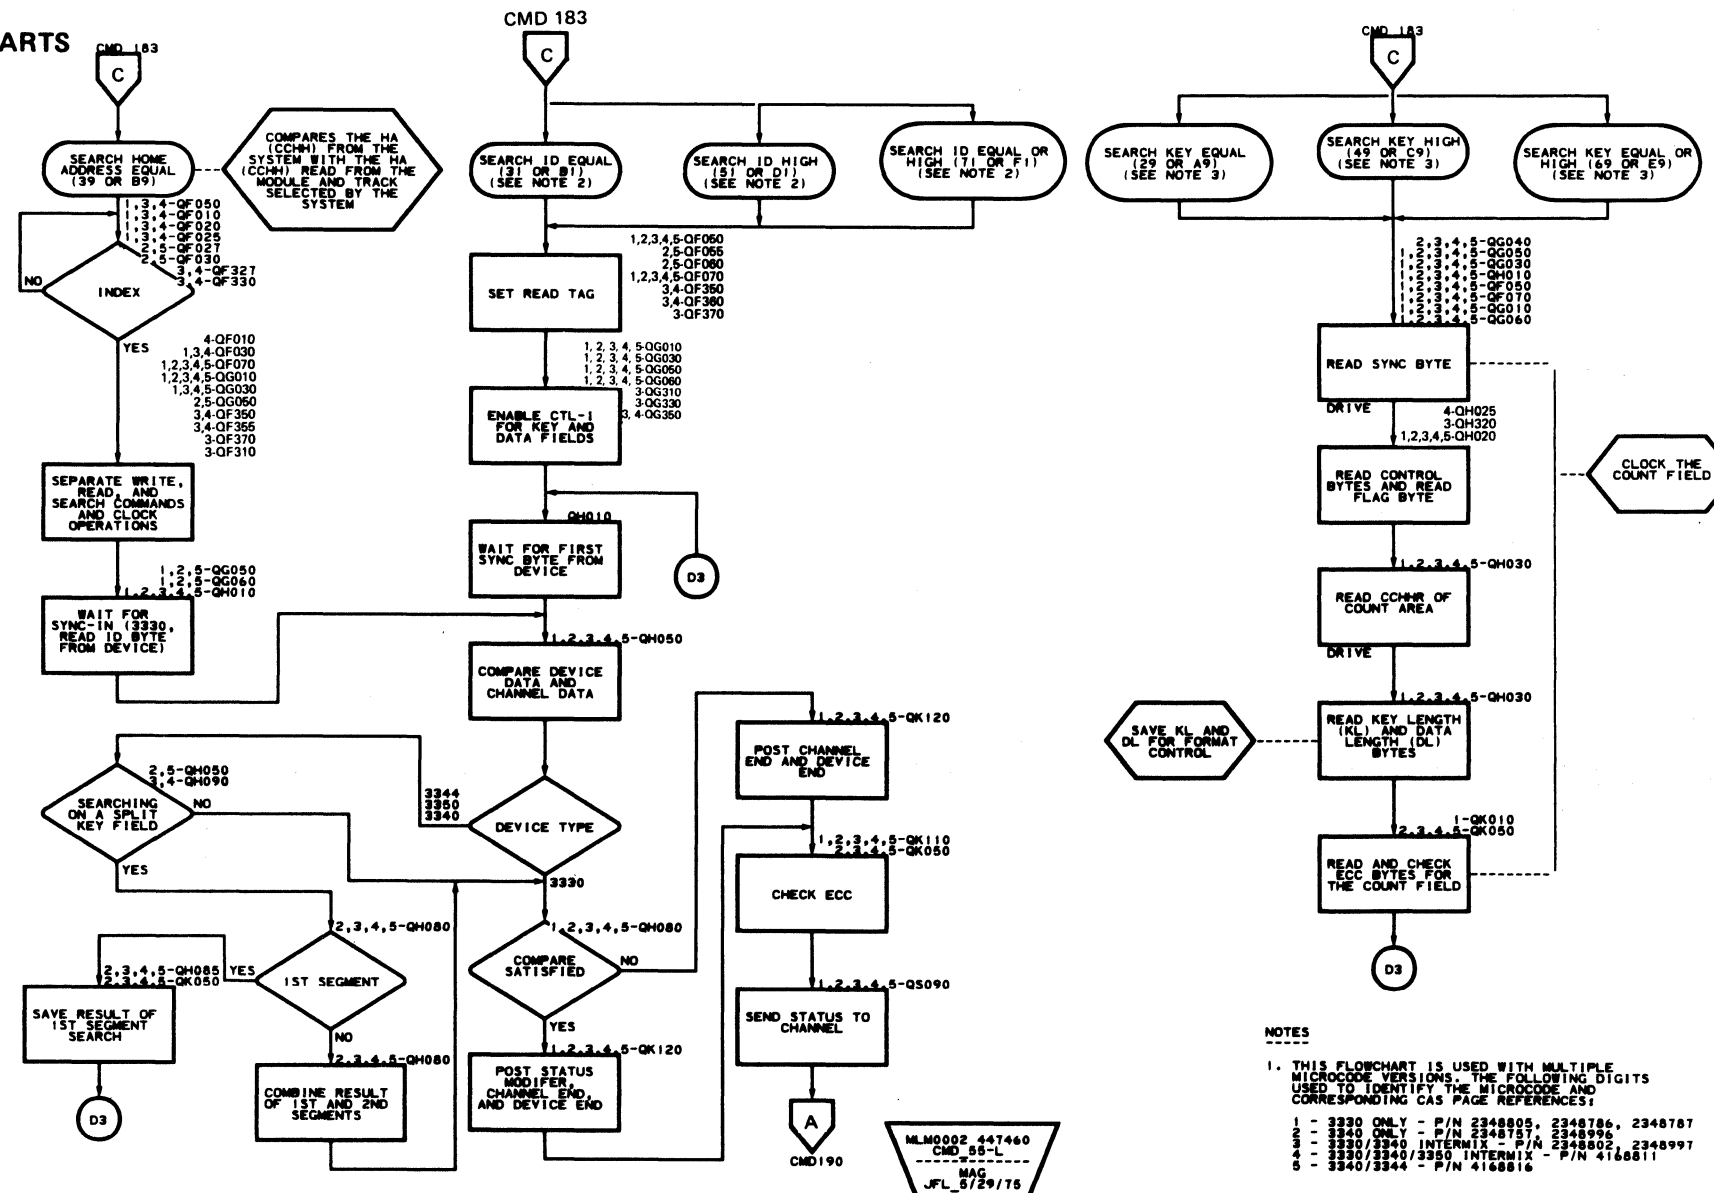 ARTS
CMD 183
C
SEARCH HOME
ADDRESS EQUAL
(39 OR B9)
COMPARES THE HA
(CCHH) FROM THE
SYSTEM WITH THE HA
(CCHH) READ FROM THE
MODULE AND TRACK
SELECTED BY THE
SYSTEM
1,3,4-QF050
1,3,4-QF010
1,3,4-QF020
1,3,4-QF025
2,5-QF027
2,5-QF030
3,4-QF327
3,4-QF330
NO
INDEX
YES
4-QF010
1,3,4-QF030
1,2,3,4,5-QF070
1,2,3,4,5-QG010
1,3,4,5-QG030
2,5-QG060
3,4-QF350
3,4-QF355
3-QF370
3-QF310
SEPARATE WRITE,
READ, AND
SEARCH COMMANDS
AND CLOCK
OPERATIONS
1,2,5-QG050
1,2,5-QG060
1,2,3,4,5-QH010
WAIT FOR
SYNC-IN (3330,
READ ID BYTE
FROM DEVICE)
2,5-QH050
3,4-QH090
SEARCHING
ON A SPLIT
KEY FIELD
NO
YES
2,3,4,5-QH080
1ST SEGMENT
YES
NO
2,3,4,5-QH085
2,3,4,5-QK050
SAVE RESULT OF
1ST SEGMENT
SEARCH
D3
2,3,4,5-QH080
COMBINE RESULT
OF 1ST AND 2ND
SEGMENTS
CMD 183
C
SEARCH ID EQUAL
(31 OR B1)
(SEE NOTE 2)
SEARCH ID HIGH
(51 OR D1)
(SEE NOTE 2)
SEARCH ID EQUAL OR
HIGH (71 OR F1)
(SEE NOTE 2)
1,2,3,4,5-QF050
2,5-QF055
2,5-QF060
1,2,3,4,5-QF070
3,4-QF350
3,4-QF360
3-QF370
SET READ TAG
1, 2, 3, 4, 5-QG010
1, 2, 3, 4, 5-QG030
1, 2, 3, 4, 5-QG050
1, 2, 3, 4, 5-QG060
3-QG310
3-QG330
3, 4-QG350
ENABLE CTL-I
FOR KEY AND
DATA FIELDS
QH010
WAIT FOR FIRST
SYNC BYTE FROM
DEVICE
D3
1,2,3,4,5-QH050
COMPARE DEVICE
DATA AND
CHANNEL DATA
3344
3350
3340
DEVICE TYPE
3330
1,2,3,4,5-QH080
COMPARE
SATISFIED
NO
YES
1,2,3,4,5-QK120
POST STATUS
MODIFER,
CHANNEL END,
AND DEVICE END
1,2,3,4,5-QK120
POST CHANNEL
END AND DEVICE
END
1,2,3,4,5-QK110
2,3,4,5-QK050
CHECK ECC
1,2,3,4,5-QS090
SEND STATUS TO
CHANNEL
A
CMD190
MLM0002 447460
CMD_55-L
MAG
JFL_5/29/75
CMD 183
C
SEARCH KEY EQUAL
(29 OR A9)
(SEE NOTE 3)
SEARCH KEY HIGH
(49 OR C9)
(SEE NOTE 3)
SEARCH KEY EQUAL OR
HIGH (69 OR E9)
(SEE NOTE 3)
2,3,4,5-QG040
1,2,3,4,5-QG050
1,2,3,4,5-QG030
1,2,3,4,5-QH010
1,2,3,4,5-QF050
1,2,3,4,5-QF070
1,2,3,4,5-QG010
1,2,3,4,5-QG060
READ SYNC BYTE
DRIVE
4-QH025
3-QH320
1,2,3,4,5-QH020
READ CONTROL
BYTES AND READ
FLAG BYTE
CLOCK THE
COUNT FIELD
1,2,3,4,5-QH030
READ CCHHR OF
COUNT AREA
DRIVE
1,2,3,4,5-QH030
READ KEY LENGTH
(KL) AND DATA
LENGTH (DL)
BYTES
SAVE KL AND
DL FOR FORMAT
CONTROL
1-QK010
2,3,4,5-QK050
READ AND CHECK
ECC BYTES FOR
THE COUNT FIELD
D3
NOTES
1. THIS FLOWCHART IS USED WITH MULTIPLE
MICROCODE VERSIONS. THE FOLLOWING DIGITS
USED TO IDENTIFY THE MICROCODE AND
CORRESPONDING CAS PAGE REFERENCES:
1 - 3330 ONLY - P/N 2348805, 2348786, 2348787
2 - 3340 ONLY - P/N 2348757, 2348996
3 - 3330/3340 INTERMIX - P/N 2348802, 2348997
4 - 3330/3340/3350 INTERMIX - P/N 4168811
5 - 3340/3344 - P/N 4168816